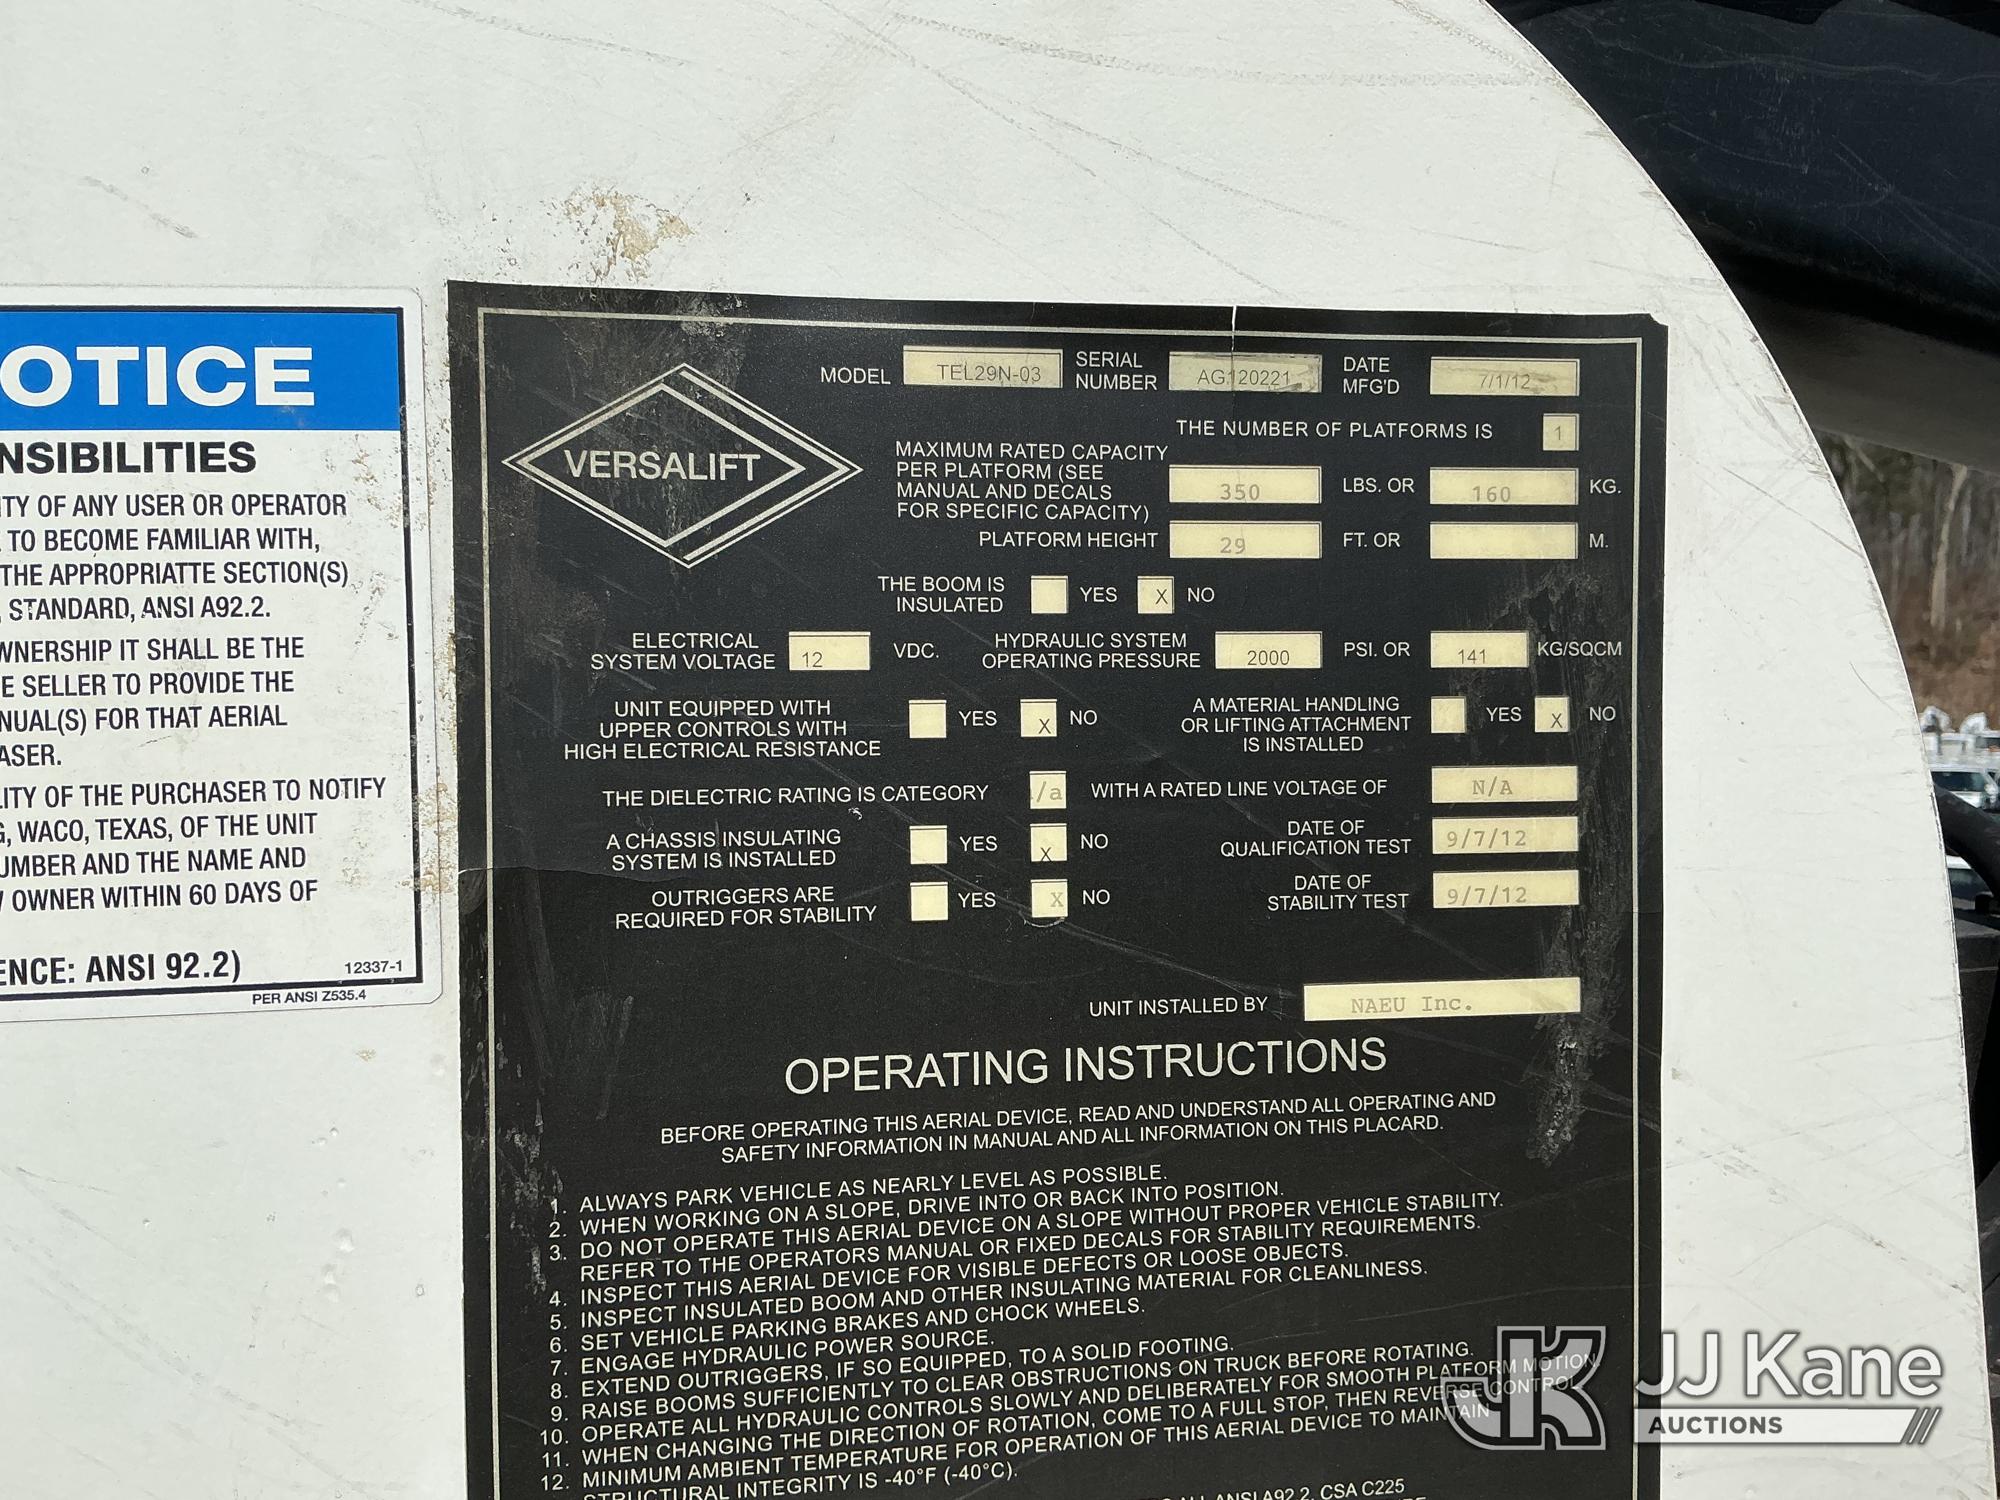 OTICE
NSIBILITIES
ITY OF ANY USER OR OPERATOR
TO BECOME FAMILIAR WITH,
THE APPROPRIATTE SECTION(S)
, STANDARD, ANSI A92.2.
WNERSHIP IT SHALL BE THE
E SELLER TO PROVIDE THE
NUAL(S) FOR THAT AERIAL
ASER.
LITY OF THE PURCHASER TO NOTIFY
G, WACO, TEXAS, OF THE UNIT
UMBER AND THE NAME AND
OWNER WITHIN 60 DAYS OF
ENCE: ANSI 92.2)
12337-1
PER ANSI Z535.4
VERSALIFT
MODEL TEL29N-03 SERIAL NUMBER AG120221 DATE MFG'D 7/1/12
THE NUMBER OF PLATFORMS IS 1
MAXIMUM RATED CAPACITY
PER PLATFORM (SEE
MANUAL AND DECALS
FOR SPECIFIC CAPACITY) 350 LBS. OR 160 KG.
PLATFORM HEIGHT 29 FT. OR M.
THE BOOM IS
INSULATED YES X NO
ELECTRICAL
SYSTEM VOLTAGE 12 VDC.
HYDRAULIC SYSTEM
OPERATING PRESSURE 2000 PSI. OR 141 KG/SQCM
UNIT EQUIPPED WITH
UPPER CONTROLS WITH
HIGH ELECTRICAL RESISTANCE YES X NO
A MATERIAL HANDLING
OR LIFTING ATTACHMENT
IS INSTALLED YES X NO
THE DIELECTRIC RATING IS CATEGORY /a WITH A RATED LINE VOLTAGE OF N/A
A CHASSIS INSULATING
SYSTEM IS INSTALLED YES X NO
DATE OF
QUALIFICATION TEST 9/7/12
OUTRIGGERS ARE
REQUIRED FOR STABILITY YES X NO
DATE OF
STABILITY TEST 9/7/12
UNIT INSTALLED BY NAEU Inc.
OPERATING INSTRUCTIONS
BEFORE OPERATING THIS AERIAL DEVICE, READ AND UNDERSTAND ALL OPERATING AND
SAFETY INFORMATION IN MANUAL AND ALL INFORMATION ON THIS PLACARD.
1. ALWAYS PARK VEHICLE AS NEARLY LEVEL AS POSSIBLE.
2. WHEN WORKING ON A SLOPE, DRIVE INTO OR BACK INTO POSITION.
3. DO NOT OPERATE THIS AERIAL DEVICE ON A SLOPE WITHOUT PROPER VEHICLE STABILITY.
REFER TO THE OPERATORS MANUAL OR FIXED DECALS FOR STABILITY REQUIREMENTS.
4. INSPECT THIS AERIAL DEVICE FOR VISIBLE DEFECTS OR LOOSE OBJECTS.
5. INSPECT INSULATED BOOM AND OTHER INSULATING MATERIAL FOR CLEANLINESS.
6. SET VEHICLE PARKING BRAKES AND CHOCK WHEELS.
7. ENGAGE HYDRAULIC POWER SOURCE.
8. EXTEND OUTRIGGERS, IF SO EQUIPPED, TO A SOLID FOOTING.
9. RAISE BOOMS SUFFICIENTLY TO CLEAR OBSTRUCTIONS ON TRUCK BEFORE ROTATING.
10. OPERATE ALL HYDRAULIC CONTROLS SLOWLY AND DELIBERATELY FOR SMOOTH PLATFORM MOTION.
11. WHEN CHANGING THE DIRECTION OF ROTATION, COME TO A FULL STOP, THEN REVERSE CONTROL.
12. MINIMUM AMBIENT TEMPERATURE FOR OPERATION OF THIS AERIAL DEVICE TO MAINTAIN
STRUCTURAL INTEGRITY IS -40°F (-40°C).
ANSI A92.2, CSA C225
JJ Kane
AUCTIONS